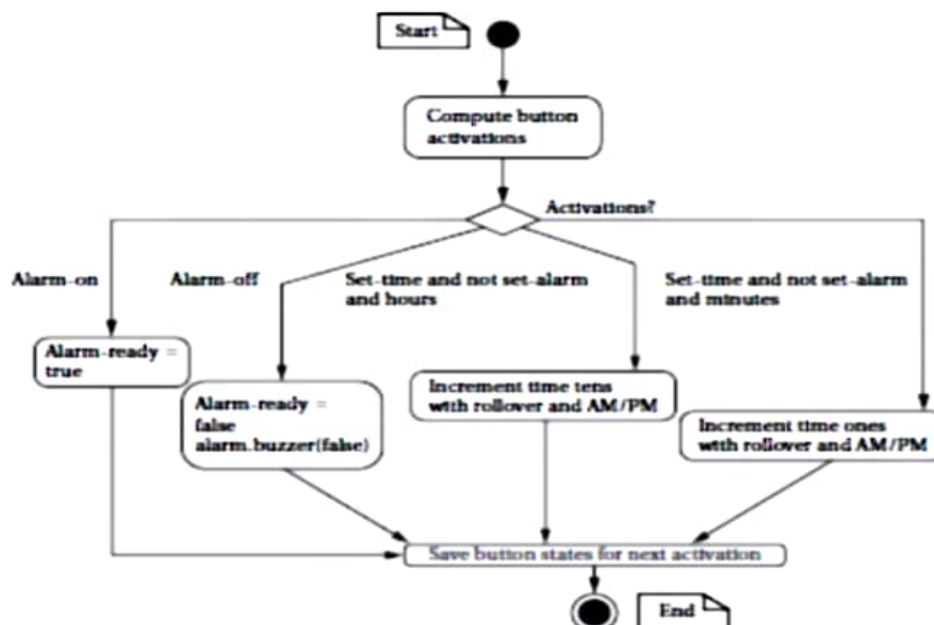 Start
Compute button
activations
Activations?
Alarm-on
Alarm-off
Set-time and not set-alarm
and hours
Set-time and not set-alarm
and minutes
Alarm-ready =
true
Alarm-ready =
false
alarm.buzzer(false)
Increment time tens
with rollover and AM/PM
Increment time ones
with rollover and AM/PM
Save button states for next activation
End